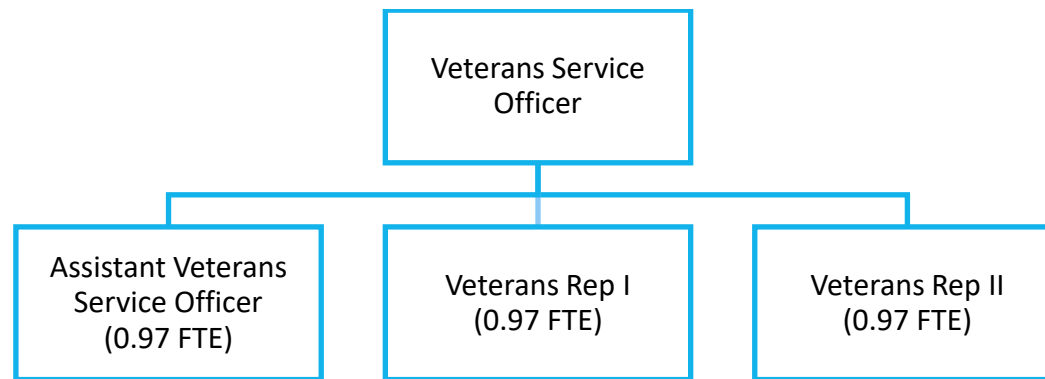 Veterans Service
Officer
Assistant Veterans
Service Officer
(0.97 FTE)
Veterans Rep I
(0.97 FTE)
Veterans Rep II
(0.97 FTE)